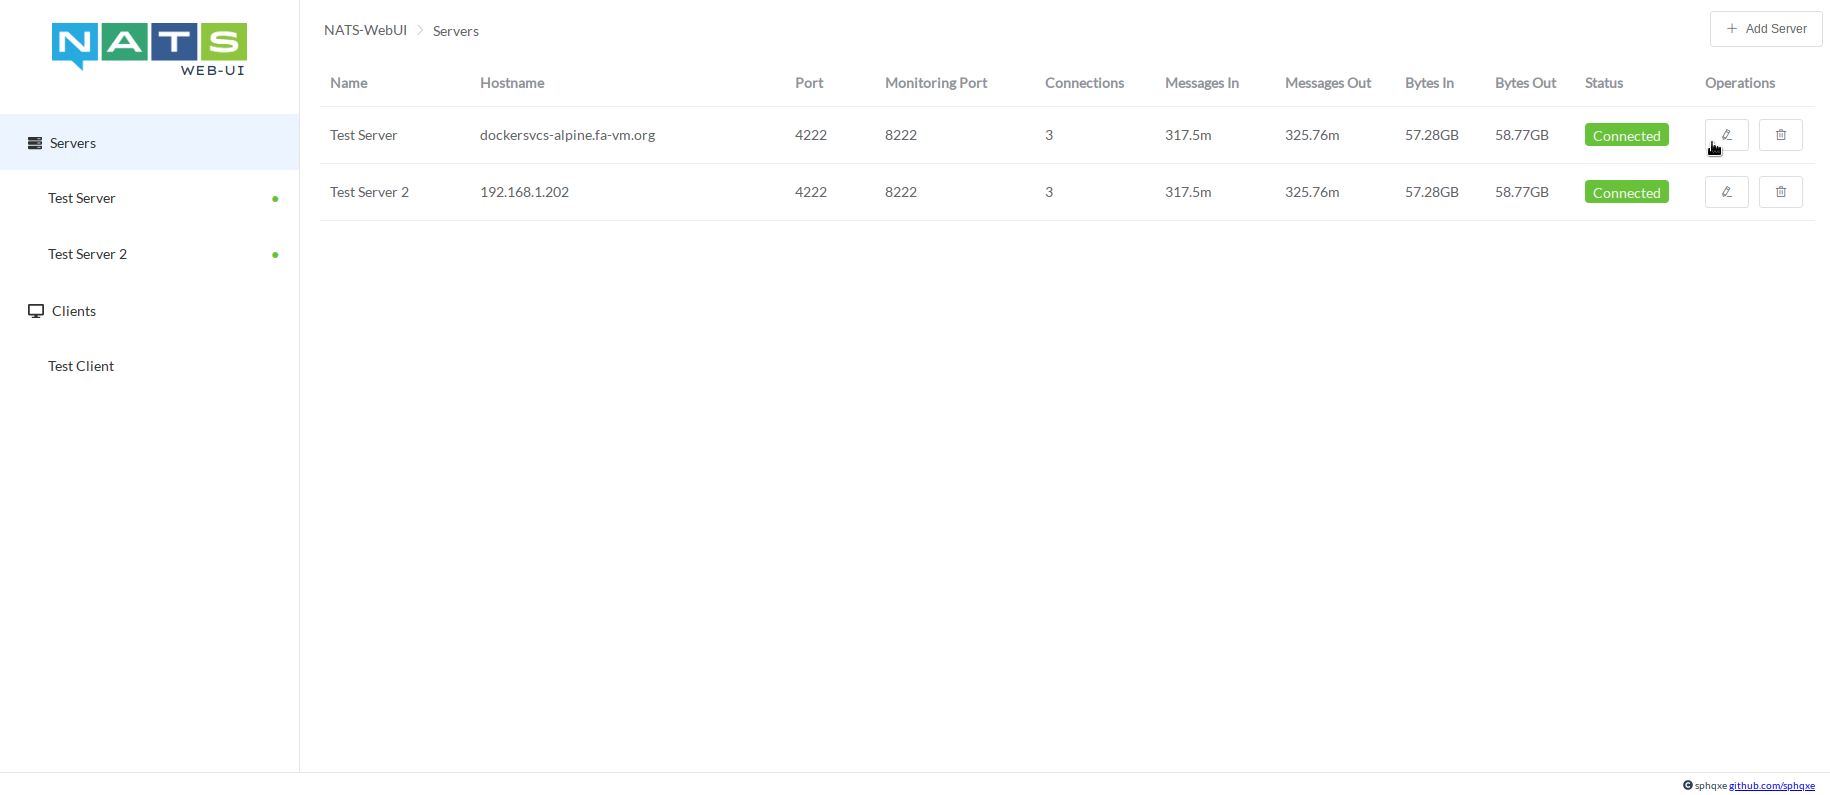 NATS
WEB-UI
NATS-WebUI Servers
Add Server
Name Hostname Port Monitoring Port Connections Messages In Messages Out Bytes In Bytes Out Status Operations
Test Server dockersvcs-alpine.fa-vm.org 4222 8222 3 317.5m 325.76m 57.28GB 58.77GB Connected
Test Server 2 192.168.1.202 4222 8222 3 317.5m 325.76m 57.28GB 58.77GB Connected
Servers
Test Server
Test Server 2
Clients
Test Client
© sphqxe github.com/sphqxe